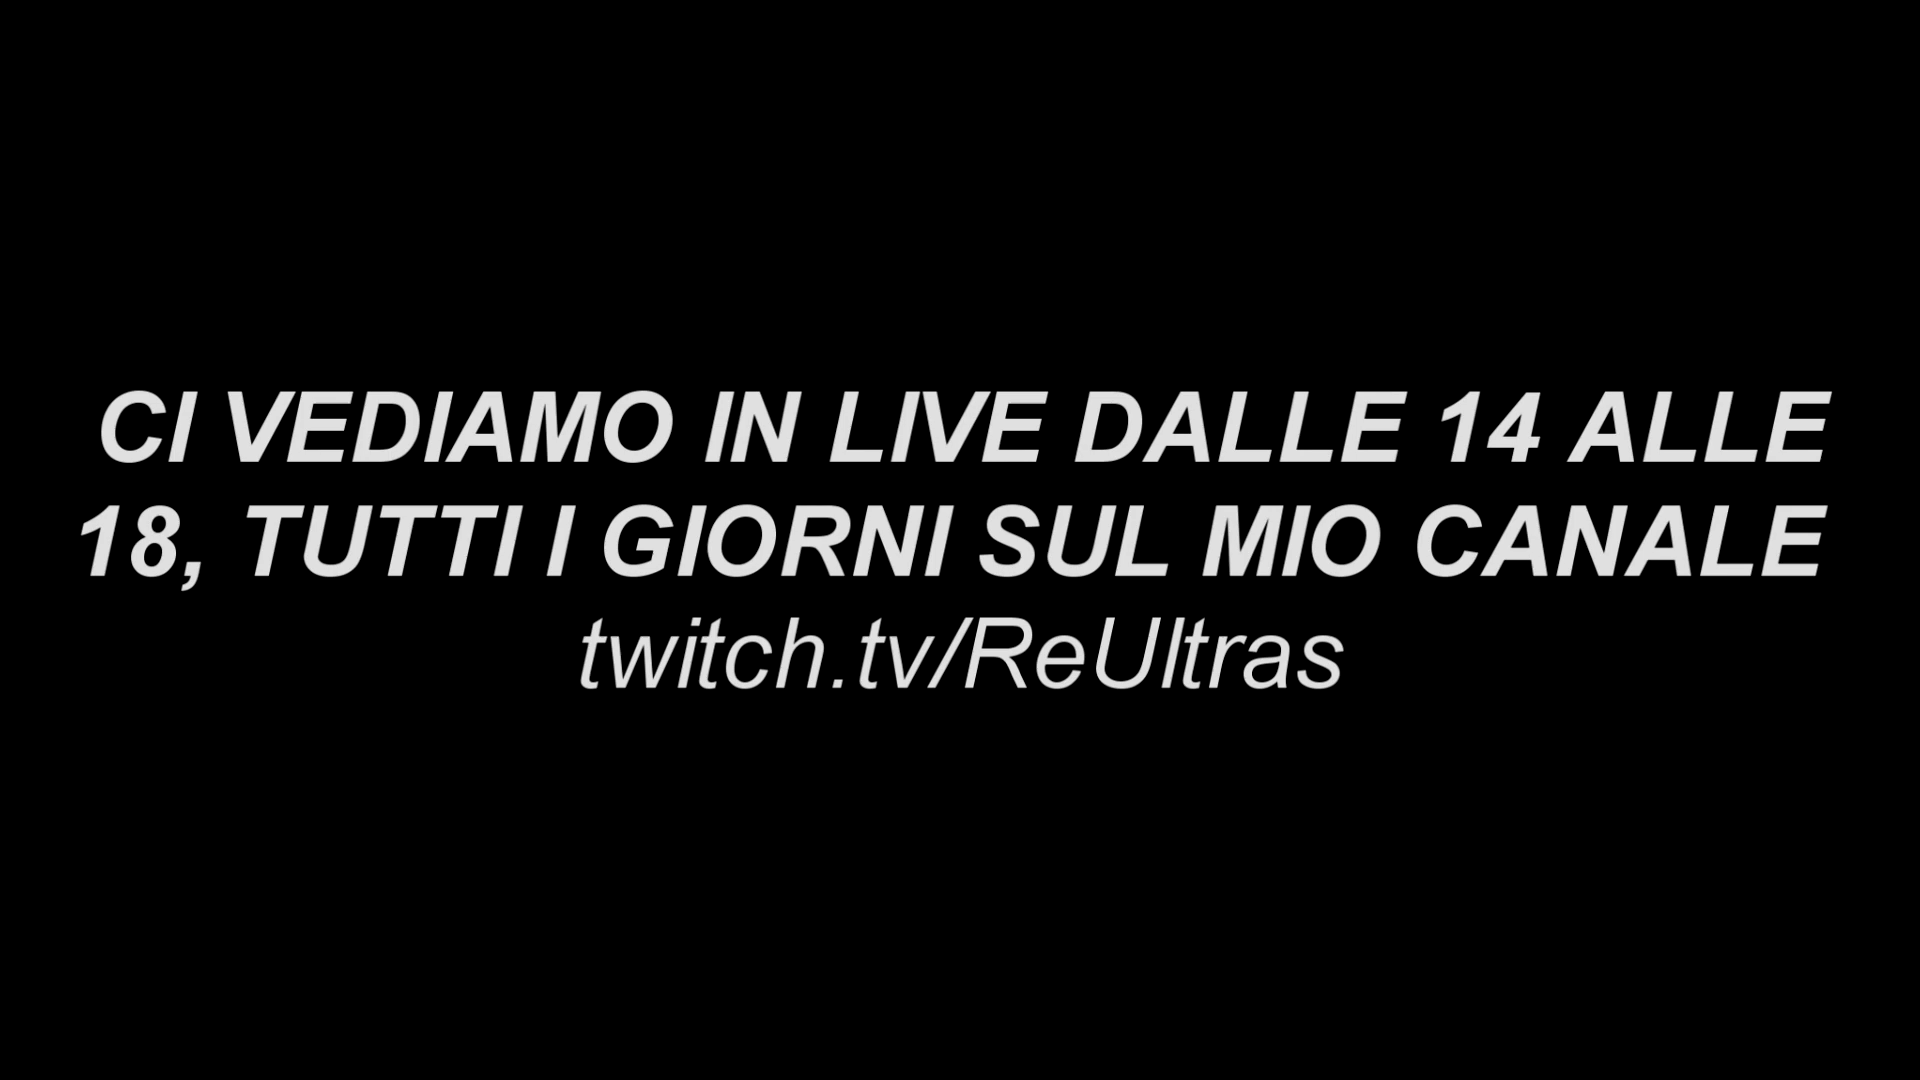 CI VEDIAMO IN LIVE DALLE 14 ALLE
18, TUTTI I GIORNI SUL MIO CANALE
twitch.tv/ReUltras